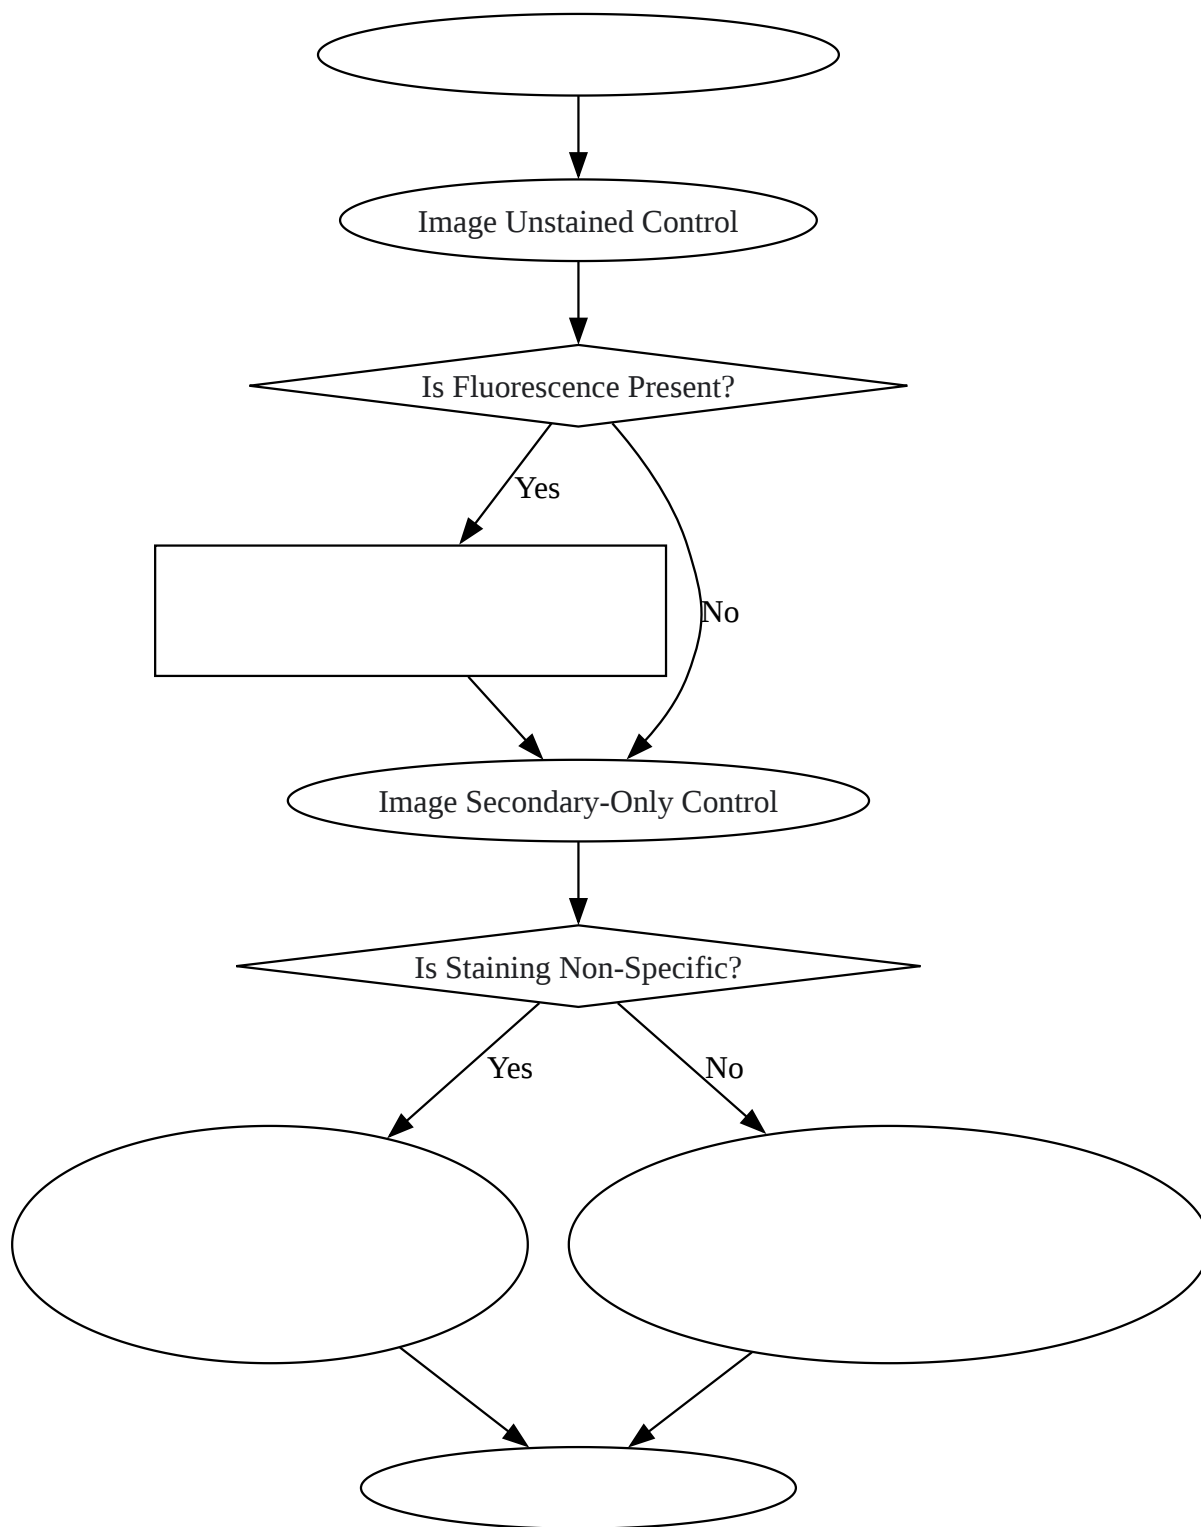 Image Unstained Control
Is Fluorescence Present?
Yes
No
Image Secondary-Only Control
Is Staining Non-Specific?
Yes
No